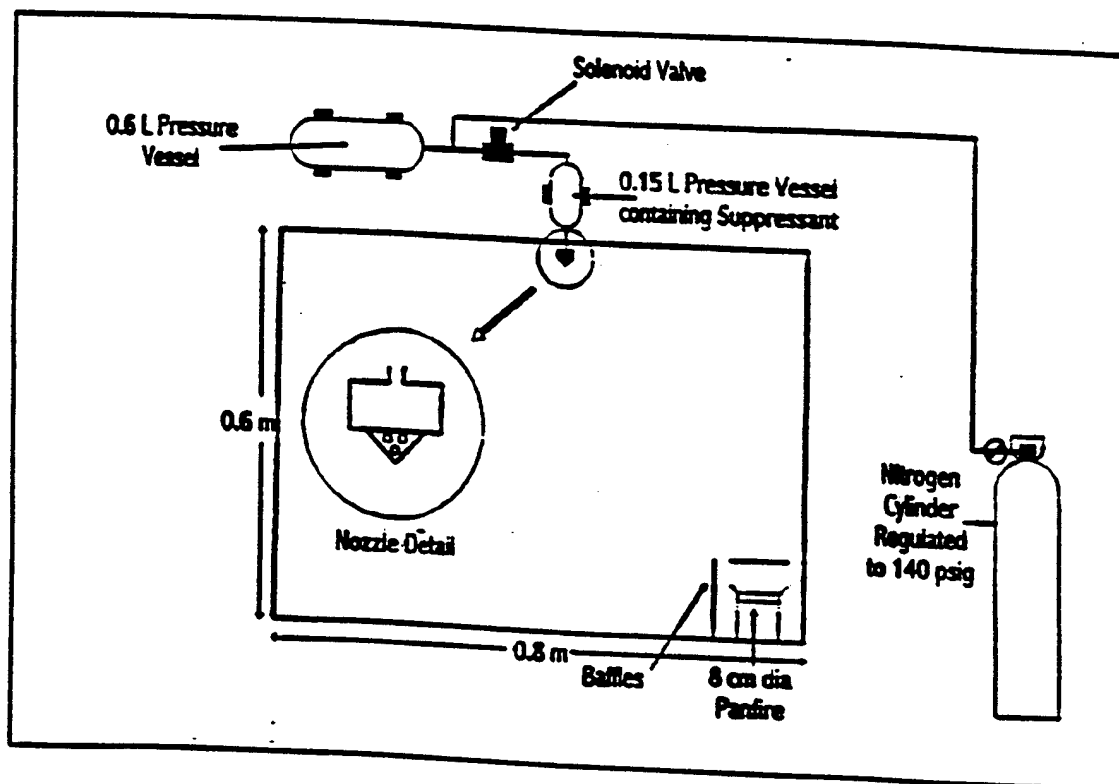 Solenoid Valve
0.6 L Pressure
Vessel
0.15 L Pressure Vessel
containing Suppressant
0.6 m
Nozzle Detail
Nitrogen
Cylinder
Regulated
to 140 psig
0.8 m
Baffles
8 cm dia
Panfire